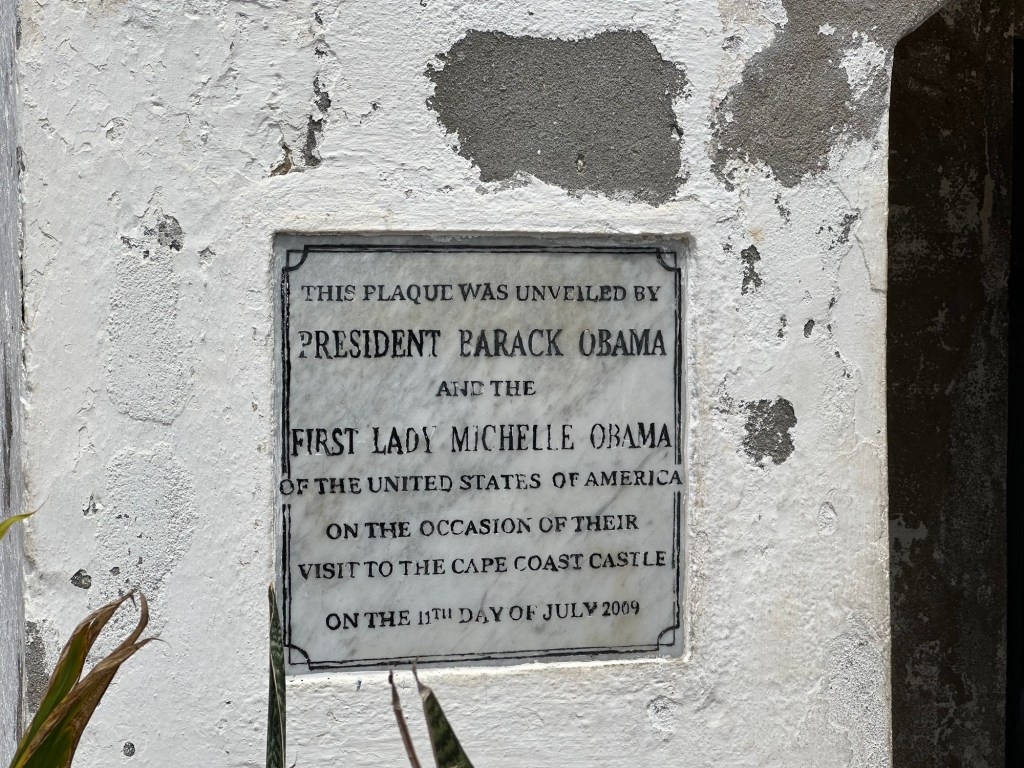 THIS PLAQUE WAS UNVEILED BY
PRESIDENT BARACK OBAMA
AND THE
FIRST LADY MICHELLE OBAMA
OF THE UNITED STATES OF AMERICA
ON THE OCCASION OF THEIR
VISIT TO THE CAPE COAST CASTLE
ON THE 11TH DAY OF JULY 2009